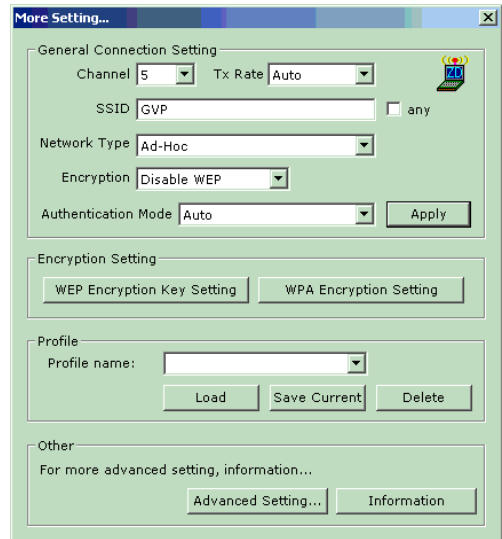 More Setting...
X
General Connection Setting
Channel 5 Tx Rate Auto
ZD
SSID GVP any
Network Type Ad-Hoc
Encryption Disable WEP
Authentication Mode Auto Apply
Encryption Setting
WEP Encryption Key Setting WPA Encryption Setting
Profile
Profile name:
Load Save Current Delete
Other
For more advanced setting, information...
Advanced Setting... Information